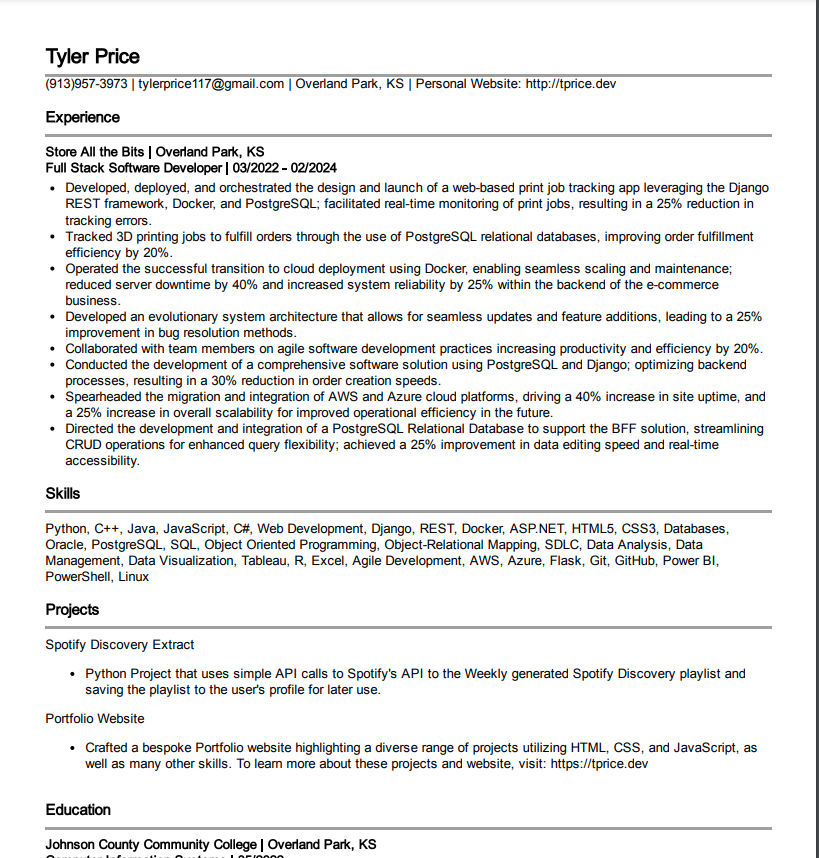 Tyler Price
(913)957-3973 | tylerprice117@gmail.com | Overland Park, KS | Personal Website: http://tprice.dev
Experience
Store All the Bits | Overland Park, KS
Full Stack Software Developer | 03/2022 - 02/2024
• Developed, deployed, and orchestrated the design and launch of a web-based print job tracking app leveraging the Django
REST framework, Docker, and PostgreSQL; facilitated real-time monitoring of print jobs, resulting in a 25% reduction in
tracking errors.
• Tracked 3D printing jobs to fulfill orders through the use of PostgreSQL relational databases, improving order fulfillment
efficiency by 20%.
• Operated the successful transition to cloud deployment using Docker, enabling seamless scaling and maintenance;
reduced server downtime by 40% and increased system reliability by 25% within the backend of the e-commerce
business.
• Developed an evolutionary system architecture that allows for seamless updates and feature additions, leading to a 25%
improvement in bug resolution methods.
• Collaborated with team members on agile software development practices increasing productivity and efficiency by 20%.
• Conducted the development of a comprehensive software solution using PostgreSQL and Django; optimizing backend
processes, resulting in a 30% reduction in order creation speeds.
• Spearheaded the migration and integration of AWS and Azure cloud platforms, driving a 40% increase in site uptime, and
a 25% increase in overall scalability for improved operational efficiency in the future.
• Directed the development and integration of a PostgreSQL Relational Database to support the BFF solution, streamlining
CRUD operations for enhanced query flexibility; achieved a 25% improvement in data editing speed and real-time
accessibility.
Skills
Python, C++, Java, JavaScript, C#, Web Development, Django, REST, Docker, ASP.NET, HTML5, CSS3, Databases,
Oracle, PostgreSQL, SQL, Object Oriented Programming, Object-Relational Mapping, SDLC, Data Analysis, Data
Management, Data Visualization, Tableau, R, Excel, Agile Development, AWS, Azure, Flask, Git, GitHub, Power BI,
PowerShell, Linux
Projects
Spotify Discovery Extract
• Python Project that uses simple API calls to Spotify's API to the Weekly generated Spotify Discovery playlist and
saving the playlist to the user's profile for later use.
Portfolio Website
• Crafted a bespoke Portfolio website highlighting a diverse range of projects utilizing HTML, CSS, and JavaScript, as
well as many other skills. To learn more about these projects and website, visit: https://tprice.dev
Education
Johnson County Community College | Overland Park, KS
Computer Information Systems | 05/2022